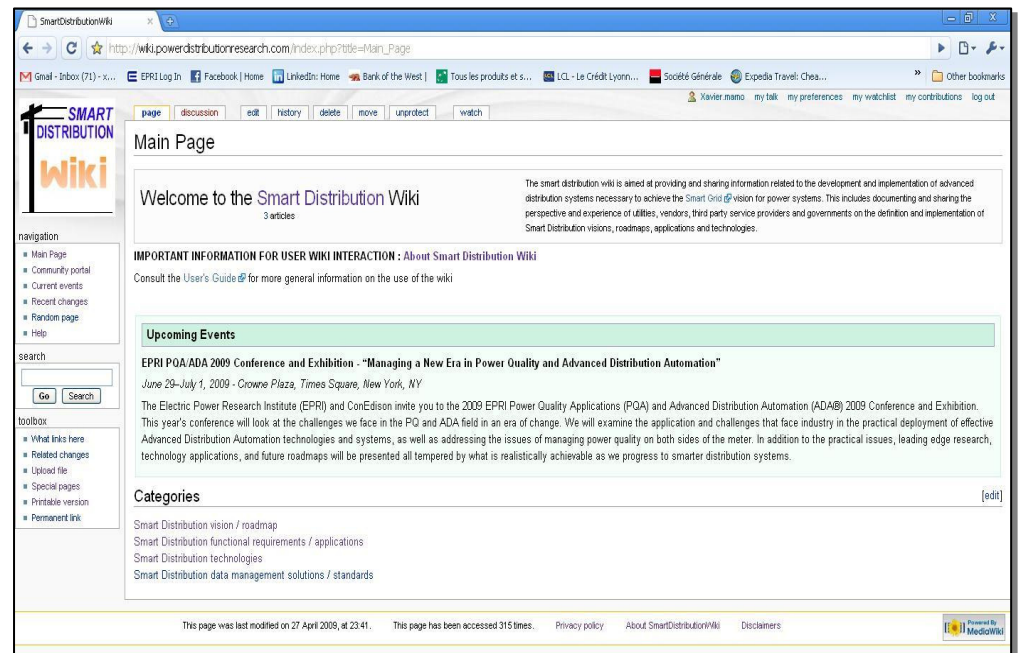 SmartDistributionWiki
http://wiki.powerdistributionresearch.com/index.php?title=Main_Page
Gmail - Inbox (71) - x... EPRI Log In Facebook | Home LinkedIn: Home Bank of the West | Tous les produits et s... LCL - Le Crédit Lyonn... Société Générale Expedia Travel: Chea... » Other bookmarks
Xavier.mamo my talk my preferences my watchlist my contributions log out
SMART
DISTRIBUTION
Wiki
page discussion edit history delete move unprotect watch
Main Page
Welcome to the Smart Distribution Wiki
3 articles
The smart distribution wiki is aimed at providing and sharing information related to the development and implementation of advanced
distribution systems necessary to achieve the Smart Grid vision for power systems. This includes documenting and sharing the
perspective and experience of utilities, vendors, third party service providers and governments on the definition and implementation of
Smart Distribution visions, roadmaps, applications and technologies.
navigation
Main Page
Community portal
Current events
Recent changes
Random page
Help
search
Go Search
toolbox
What links here
Related changes
Upload file
Special pages
Printable version
Permanent link
IMPORTANT INFORMATION FOR USER WIKI INTERACTION : About Smart Distribution Wiki
Consult the User's Guide for more general information on the use of the wiki
Upcoming Events
EPRI PQA/ADA 2009 Conference and Exhibition - “Managing a New Era in Power Quality and Advanced Distribution Automation”
June 29–July 1, 2009 - Crowne Plaza, Times Square, New York, NY
The Electric Power Research Institute (EPRI) and ConEdison invite you to the 2009 EPRI Power Quality Applications (PQA) and Advanced Distribution Automation (ADA®) 2009 Conference and Exhibition.
This year's conference will look at the challenges we face in the PQ and ADA field in an era of change. We will examine the application and challenges that face industry in the practical deployment of effective
Advanced Distribution Automation technologies and systems, as well as addressing the issues of managing power quality on both sides of the meter. In addition to the practical issues, leading edge research,
technology applications, and future roadmaps will be presented all tempered by what is realistically achievable as we progress to smarter distribution systems.
Categories
[edit]
Smart Distribution vision / roadmap
Smart Distribution functional requirements / applications
Smart Distribution technologies
Smart Distribution data management solutions / standards
This page was last modified on 27 April 2009, at 23:41. This page has been accessed 315 times. Privacy policy About SmartDistributionWiki Disclaimers
Powered By
MediaWiki